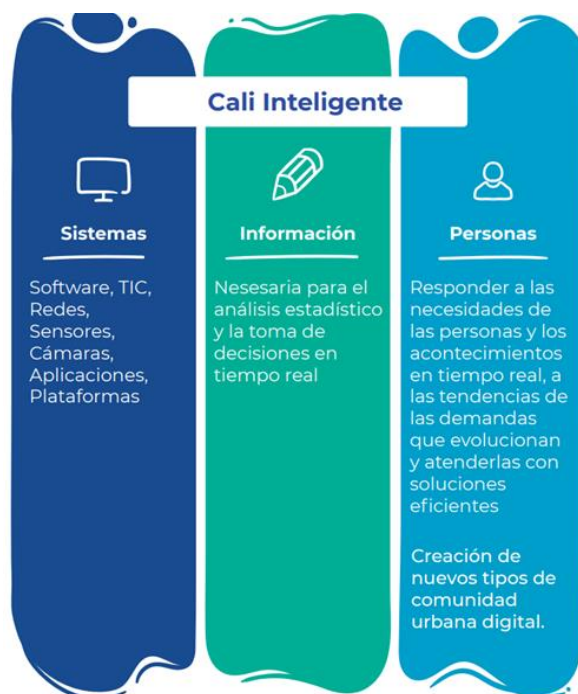 Cali Inteligente
Sistemas
Software, TIC,
Redes,
Sensores,
Cámaras,
Aplicaciones,
Plataformas
Información
Nesesaria para el
análisis estadístico
y la toma de
decisiones en
tiempo real
Personas
Responder a las
necesidades de
las personas y los
acontecimientos
en tiempo real, a
las tendencias de
las demandas
que evolucionan
y atenderlas con
soluciones
eficientes
Creación de
nuevos tipos de
comunidad
urbana digital.